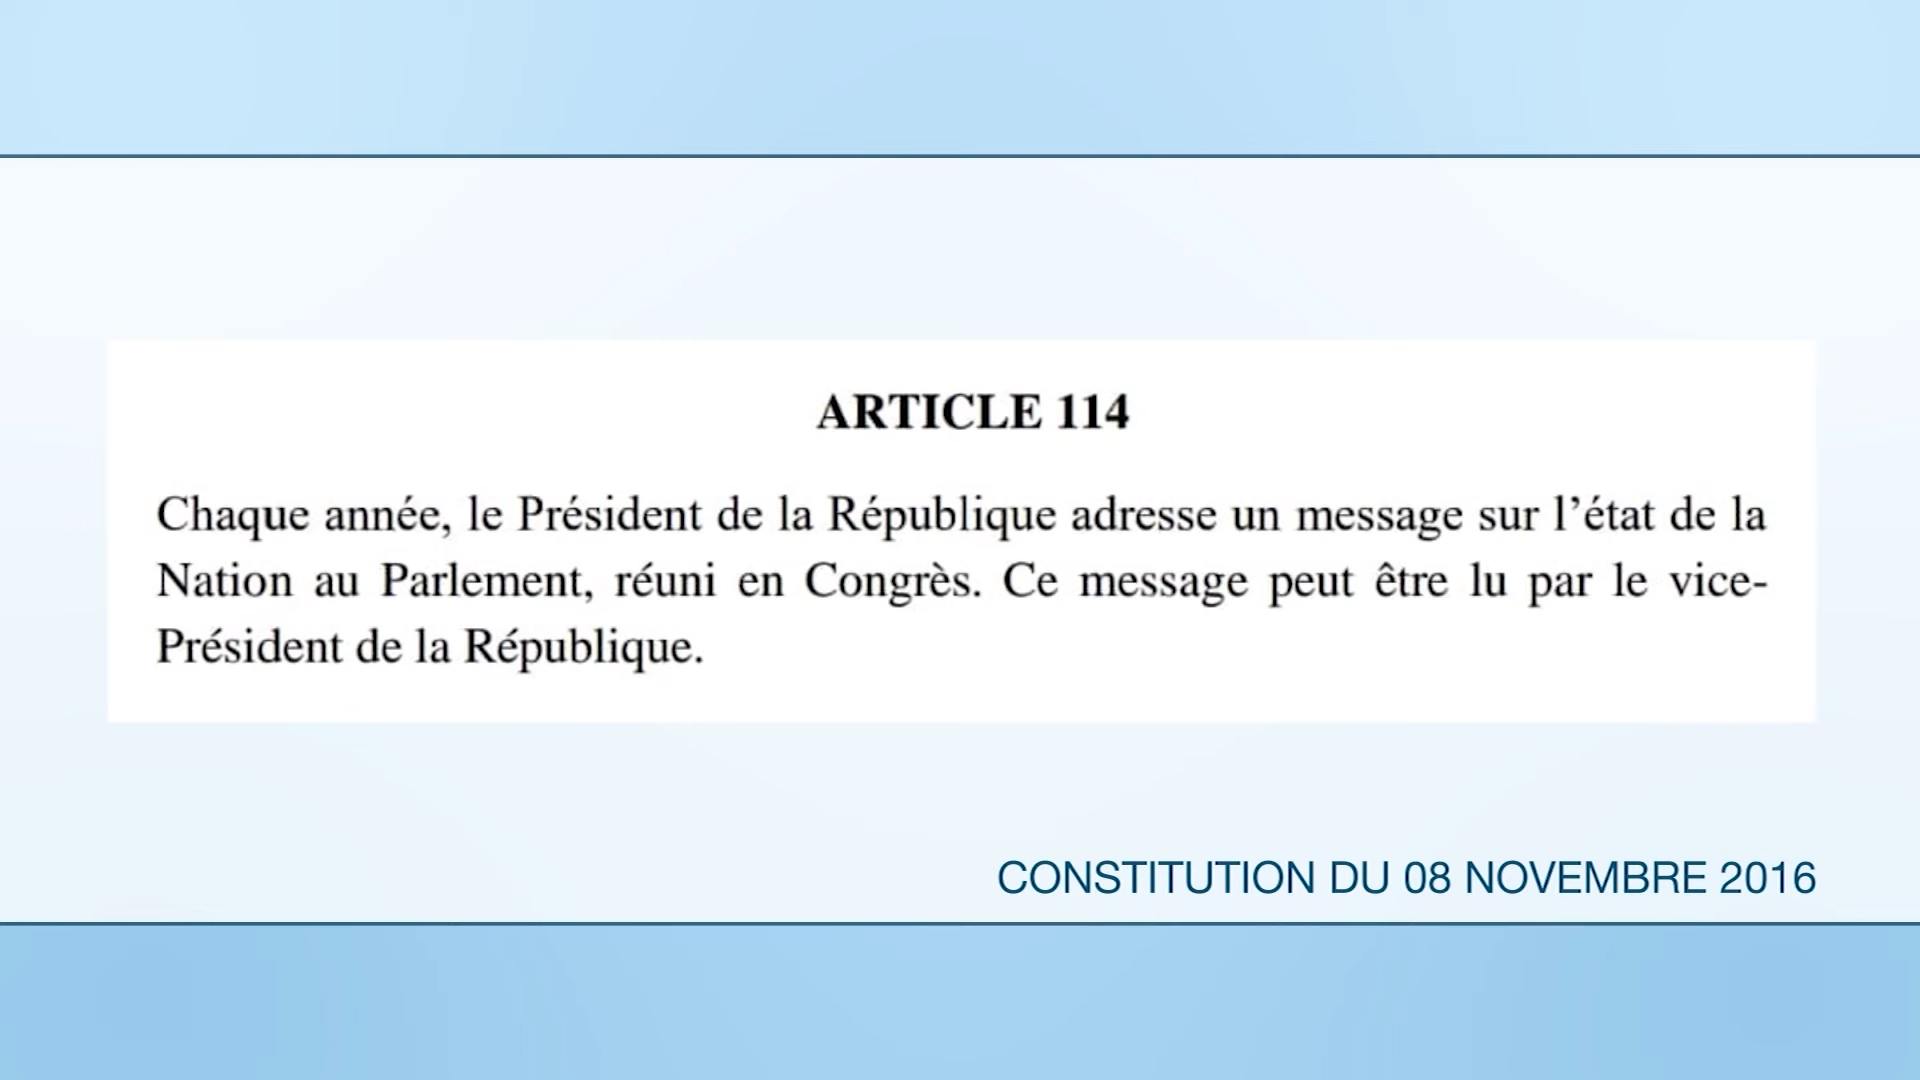 ARTICLE 114
Chaque année, le Président de la République adresse un message sur l’état de la
Nation au Parlement, réuni en Congrès. Ce message peut être lu par le vice-
Président de la République.
CONSTITUTION DU 08 NOVEMBRE 2016